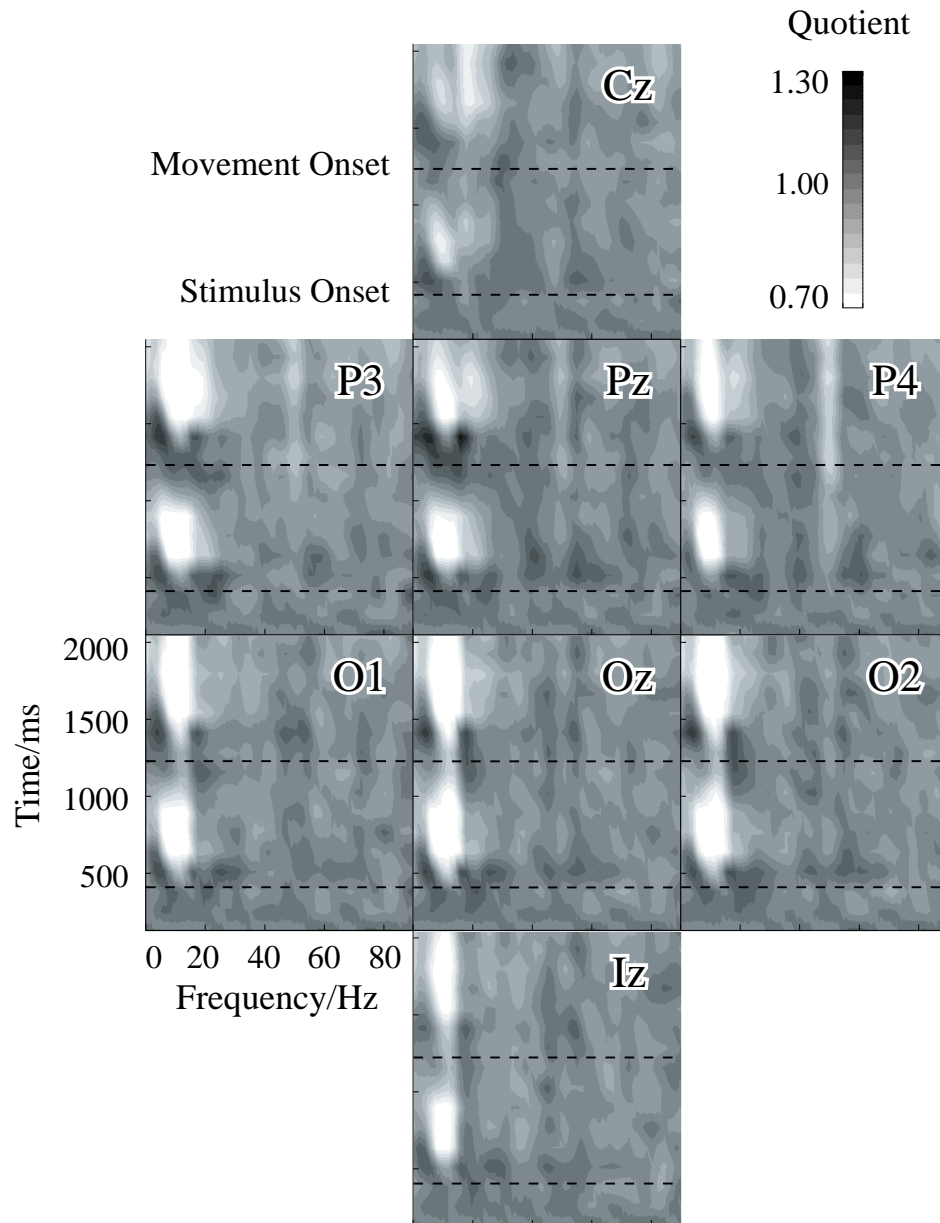 Quotient
1.30
1.00
0.70
Cz
Movement Onset
Stimulus Onset
P3
Pz
P4
2000
1500
1000
500
Time/ms
O1
Oz
O2
0 20 40 60 80
Frequency/Hz
Iz